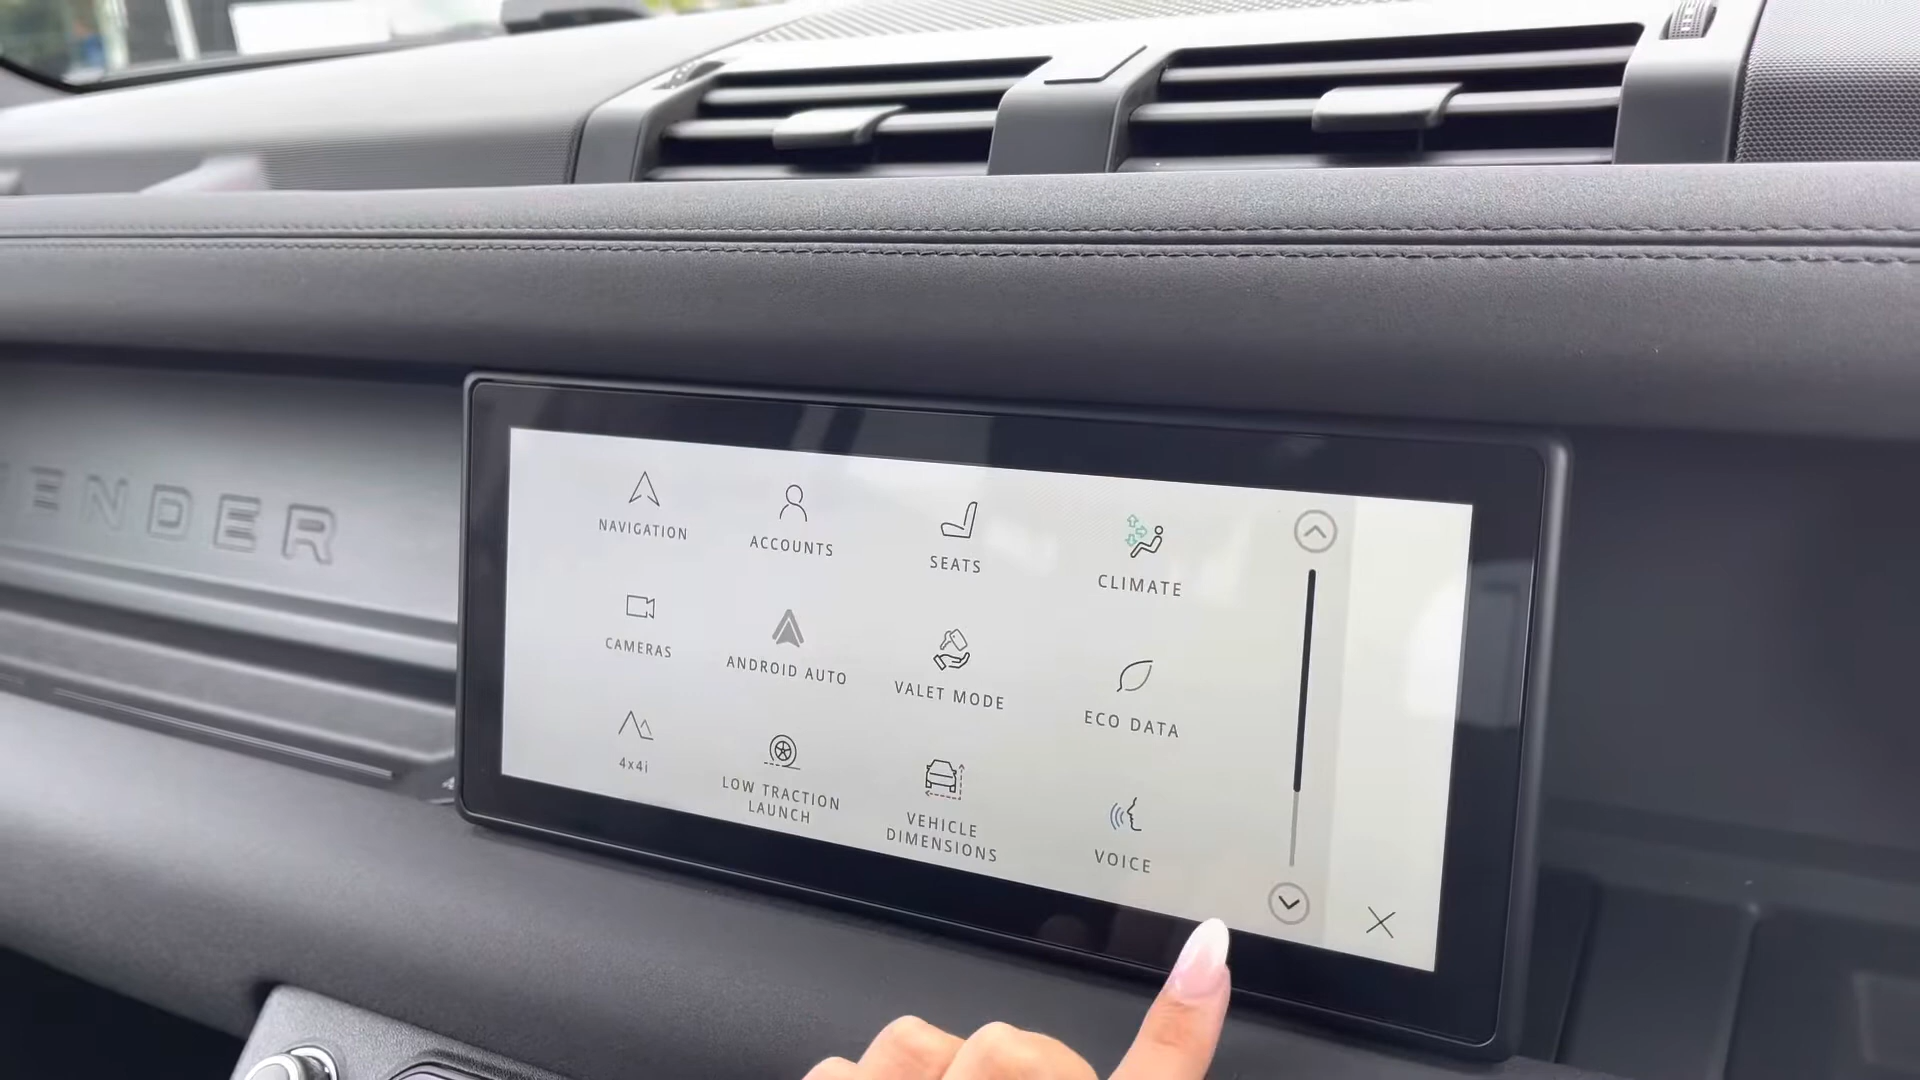 ENDER
NAVIGATION
ACCOUNTS
SEATS
CLIMATE
CAMERAS
ANDROID AUTO
VALET MODE
ECO DATA
4x4i
LOW TRACTION
LAUNCH
VEHICLE
DIMENSIONS
VOICE